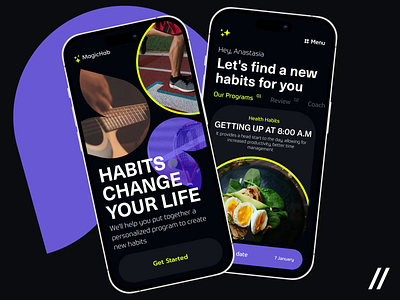 MagicHab
HABITS
CHANGE
YOUR LIFE
We'll help you put together a
personalized program to create
new habits
Get Started
Hey, Anastasia
Menu
Let's find a new
habits for you
Our Programs
Review
Coach
Health Habits
GETTING UP AT 8:00 A.M
It provides a head start to the day, allowing for
increased productivity, better time
management.
date
7 January